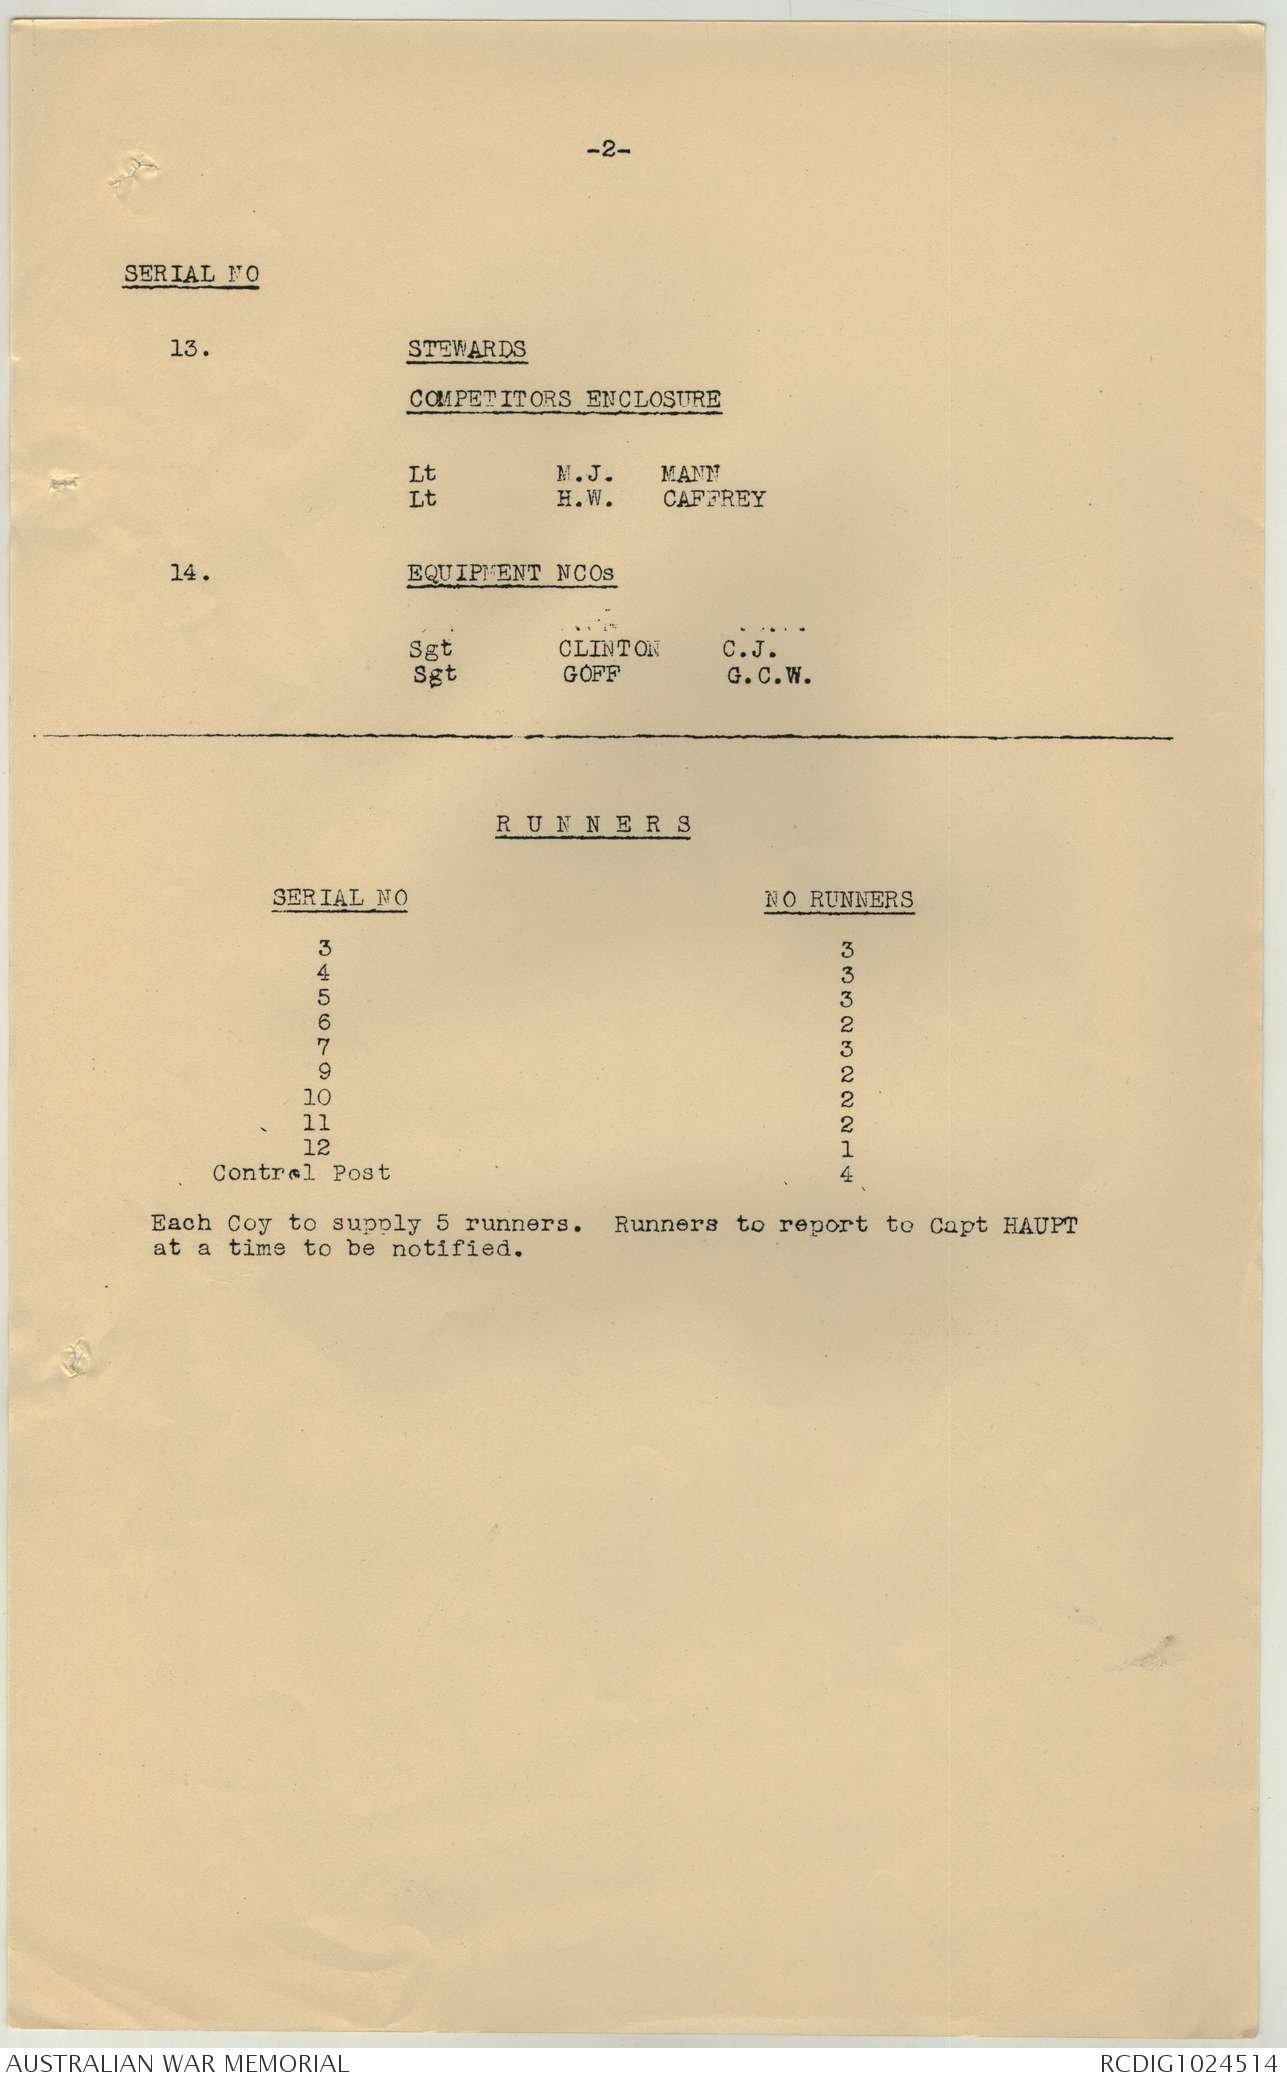 -2-
SERIAL NO
13. STEWARDS
COMPETITORS ENCLOSURE
Lt M.J. MANN
Lt H.W. CAFFREY
14. EQUIPMENT NCOs
Sgt CLINTON C.J.
Sgt GOFF G.C.W.
R U N N E R S
SERIAL NO NO RUNNERS
3 3
4 3
5 3
6 2
7 3
9 2
10 2
11 2
12 1
Control Post 4
Each Coy to supply 5 runners. Runners to report to Capt HAUPT
at a time to be notified.
AUSTRALIAN WAR MEMORIAL RCDIG1024514